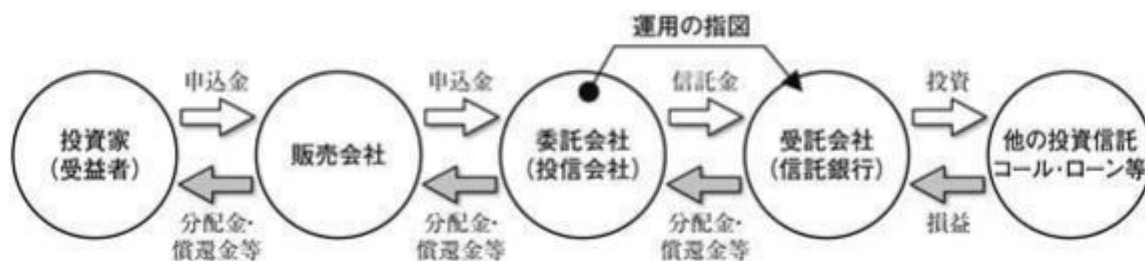 運用の指図
申込金
申込金
信託金
投資
投資家
(受益者)
販売会社
委託会社
(投信会社)
受託会社
(信託銀行)
他の投資信託
コール・ローン等
分配金・
償還金等
分配金・
償還金等
分配金・
償還金等
損益